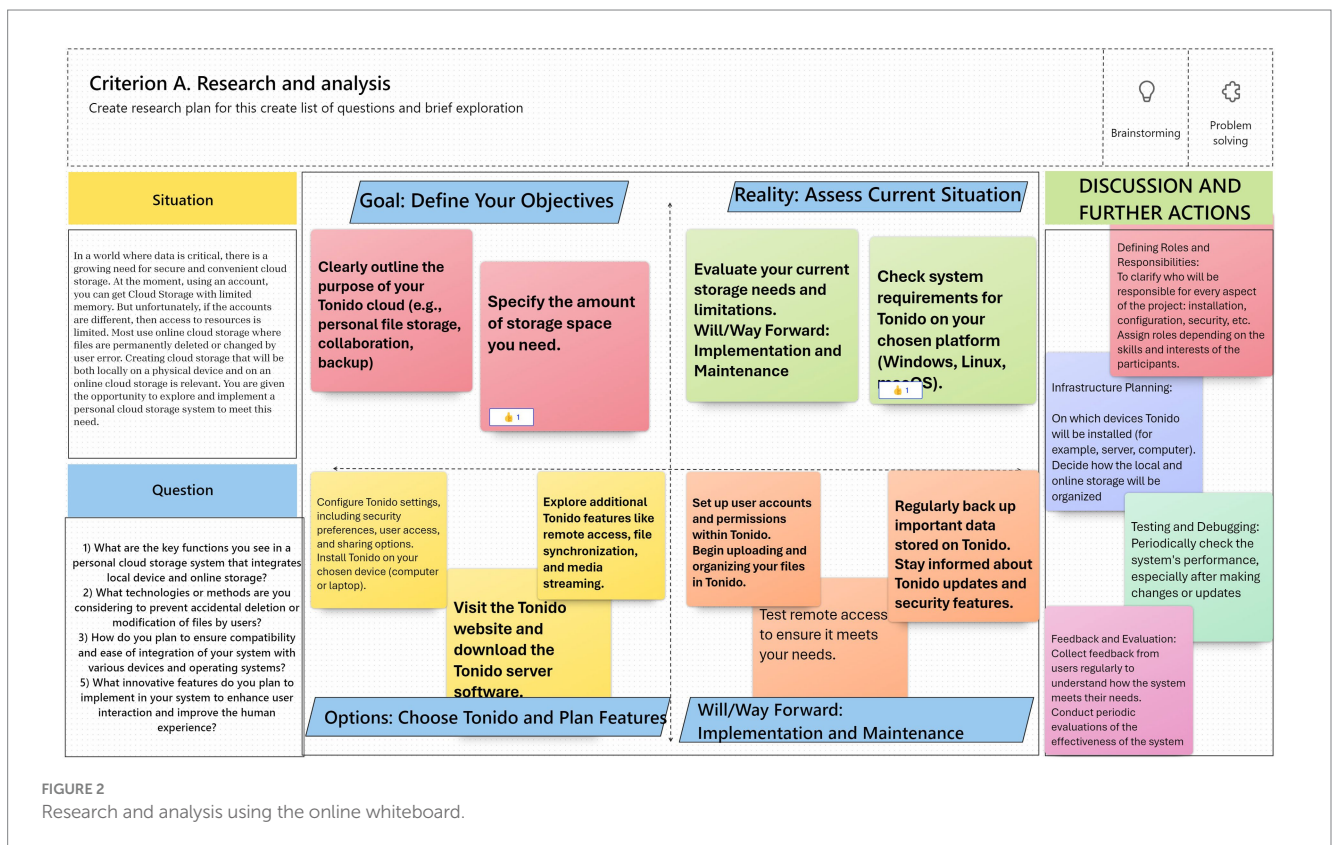 Criterion A. Research and analysis
Create research plan for this create list of questions and brief exploration
Brainstorming
Problem
solving
Situation
In a world where data is critical, there is a
growing need for secure and convenient cloud
storage. At the moment, using an account,
you can get Cloud Storage with limited
memory. But unfortunately, if the accounts
are different, then access to resources is
limited. Most use online cloud storage where
files are permanently deleted or changed by
user error. Creating cloud storage that will be
both locally on a physical device and on an
online cloud storage is relevant. You are given
the opportunity to explore and implement a
personal cloud storage system to meet this
need.
Question
1) What are the key functions you see in a
personal cloud storage system that integrates
local device and online storage?
2) What technologies or methods are you
considering to prevent accidental deletion or
modification of files by users?
3) How do you plan to ensure compatibility
and ease of integration of your system with
various devices and operating systems?
5) What innovative features do you plan to
implement in your system to enhance user
interaction and improve the human
experience?
Goal: Define Your Objectives
Clearly outline the
purpose of your
Tonido cloud (e.g.,
personal file storage,
collaboration,
backup)
Specify the amount
of storage space
you need.
👍 1
Reality: Assess Current Situation
Evaluate your current
storage needs and
limitations.
Will/Way Forward:
Implementation and
Maintenance
Check system
requirements for
Tonido on your
chosen platform
(Windows, Linux,
macOS).
👍 1
Configure Tonido settings,
including security
preferences, user access,
and sharing options.
Install Tonido on your
chosen device (computer
or laptop).
Explore additional
Tonido features like
remote access, file
synchronization,
and media
streaming.
Visit the Tonido
website and
download the
Tonido server
software.
Options: Choose Tonido and Plan Features
Set up user accounts
and permissions
within Tonido.
Begin uploading and
organizing your files
in Tonido.
Regularly back up
important data
stored on Tonido.
Stay informed about
Tonido updates and
security features.
Test remote access
to ensure it meets
your needs.
Will/Way Forward:
Implementation and Maintenance
DISCUSSION AND
FURTHER ACTIONS
Defining Roles and
Responsibilities:
To clarify who will be
responsible for every aspect
of the project: installation,
configuration, security, etc.
Assign roles depending on the
skills and interests of the
participants.
Infrastructure Planning:
On which devices Tonido
will be installed (for
example, server, computer).
Decide how the local and
online storage will be
organized
Testing and Debugging:
Periodically check the
system's performance,
especially after making
changes or updates
Feedback and Evaluation:
Collect feedback from
users regularly to
understand how the system
meets their needs.
Conduct periodic
evaluations of the
effectiveness of the system
FIGURE 2
Research and analysis using the online whiteboard.